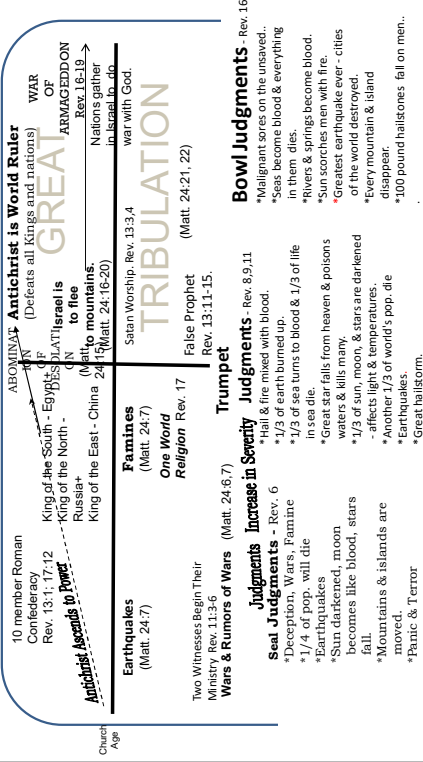 10 member Roman
Confederacy
Rev. 13:1; 17:12
Antichrist Ascends to Power
King of the South - Egypt+
King of the North -
Russia+
King of the East - China
ABOMINAT
ION
OF
DESOLATI
ON
(Matt.
24:15)
Antichrist is World Ruler
(Defeats all Kings and nations)
GREAT
Israel is
to flee
to mountains.
(Matt. 24:16-20)
WAR
OF
ARMAGEDDON
Rev. 16-19
Nations gather
in Israel to do
war with God.
Church
Age
Earthquakes
(Matt. 24:7)
Famines
(Matt. 24:7)
One World
Religion Rev. 17
Satan Worship. Rev. 13:3,4
TRIBULATION
False Prophet
Rev. 13:11-15.
(Matt. 24:21, 22)
Two Witnesses Begin Their
Ministry Rev. 11:3-6
Wars & Rumors of Wars (Matt. 24:6,7)
Judgments Increase in Severity
Seal Judgments - Rev. 6
*Deception, Wars, Famine
*1/4 of pop. will die
*Earthquakes
*Sun darkened, moon
becomes like blood, stars
fall.
*Mountains & islands are
moved.
*Panic & Terror
Trumpet
Judgments - Rev. 8,9,11
*Hail & fire mixed with blood.
*1/3 of earth burned up.
*1/3 of sea turns to blood & 1/3 of life
in sea die.
*Great star falls from heaven & poisons
waters & kills many.
*1/3 of sun, moon, & stars are darkened
- affects light & temperatures.
*Another 1/3 of world's pop. die
*Earthquakes.
*Great hailstorm.
Bowl Judgments - Rev. 16
*Malignant sores on the unsaved..
*Seas become blood & everything
in them dies.
*Rivers & springs become blood.
*Sun scorches men with fire.
*Greatest earthquake ever - cities
of the world destroyed.
*Every mountain & island
disappear.
*100 pound hailstones fall on men..
.